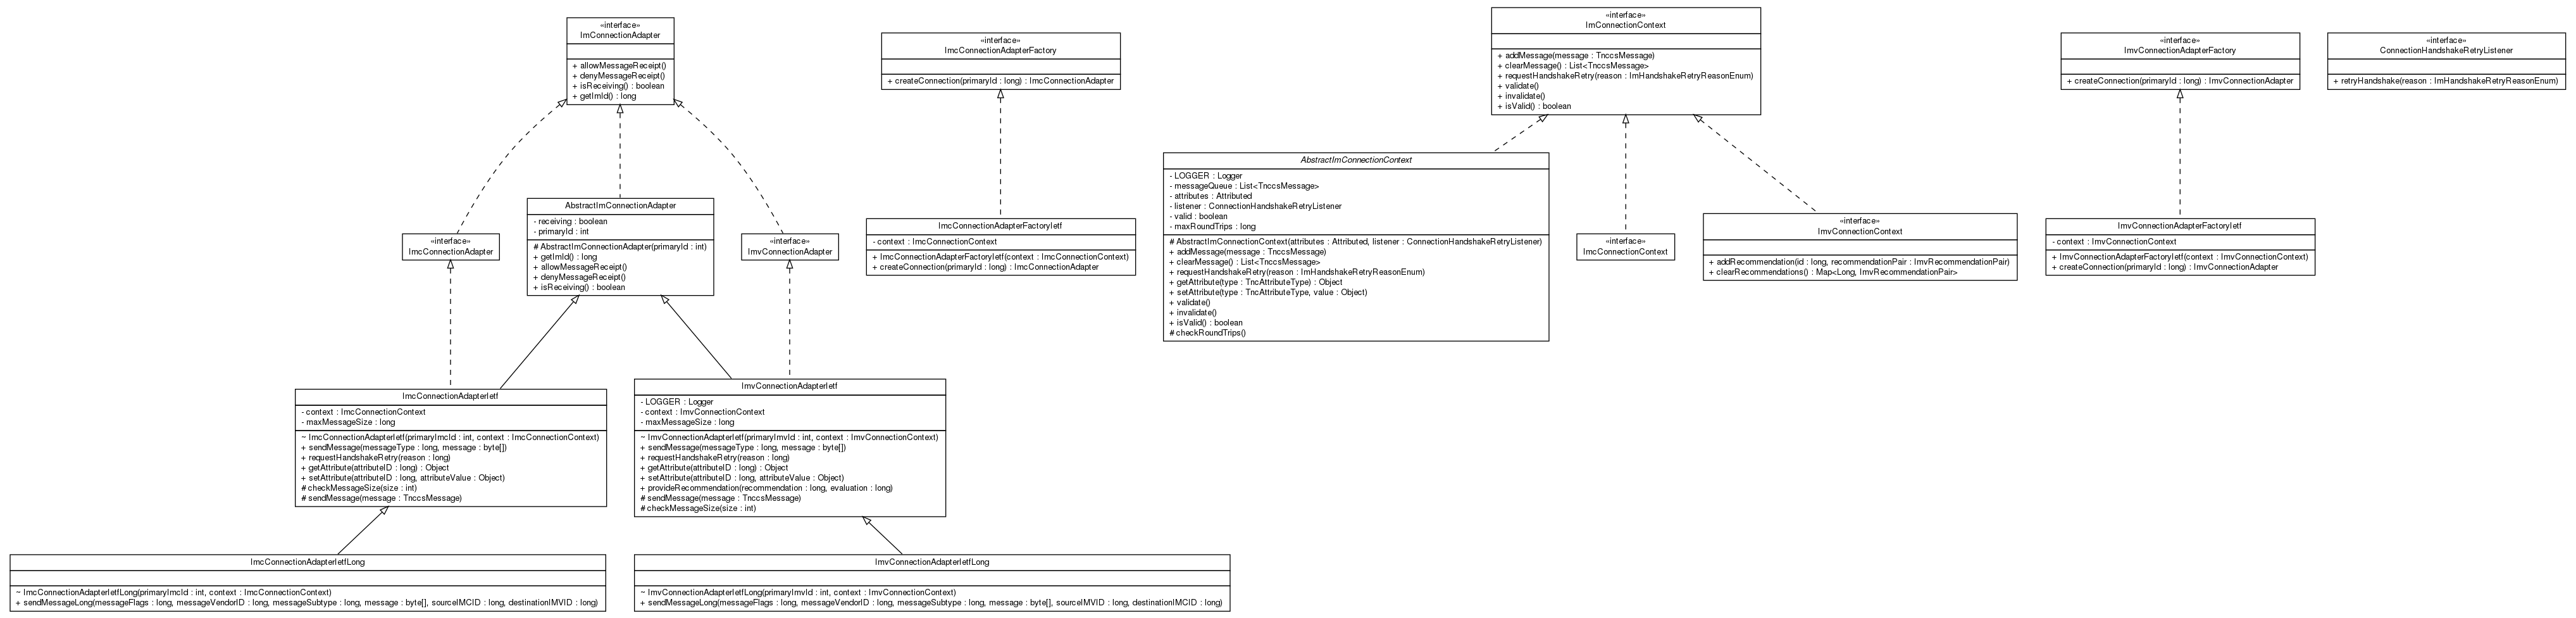 «interface»
ImConnectionAdapter
+ allowMessageReceipt()
+ denyMessageReceipt()
+ isReceiving() : boolean
+ getImId() : long
«interface»
ImcConnectionAdapterFactory
+ createConnection(primaryId : long) : ImcConnectionAdapter
«interface»
ImConnectionContext
+ addMessage(message : TnccsMessage)
+ clearMessage() : List<TnccsMessage>
+ requestHandshakeRetry(reason : ImHandshakeRetryReasonEnum)
+ validate()
+ invalidate()
+ isValid() : boolean
«interface»
ImvConnectionAdapterFactory
+ createConnection(primaryId : long) : ImvConnectionAdapter
«interface»
ConnectionHandshakeRetryListener
+ retryHandshake(reason : ImHandshakeRetryReasonEnum)
«interface»
ImcConnectionAdapter
AbstractImConnectionAdapter
- receiving : boolean
- primaryId : int
# AbstractImConnectionAdapter(primaryId : int)
+ getImId() : long
+ allowMessageReceipt()
+ denyMessageReceipt()
+ isReceiving() : boolean
«interface»
ImvConnectionAdapter
ImcConnectionAdapterFactoryIetf
- context : ImcConnectionContext
+ ImcConnectionAdapterFactoryIetf(context : ImcConnectionContext)
+ createConnection(primaryId : long) : ImcConnectionAdapter
AbstractImConnectionContext
- LOGGER : Logger
- messageQueue : List<TnccsMessage>
- attributes : Attributed
- listener : ConnectionHandshakeRetryListener
- valid : boolean
- maxRoundTrips : long
# AbstractImConnectionContext(attributes : Attributed, listener : ConnectionHandshakeRetryListener)
+ addMessage(message : TnccsMessage)
+ clearMessage() : List<TnccsMessage>
+ requestHandshakeRetry(reason : ImHandshakeRetryReasonEnum)
+ getAttribute(type : TncAttributeType) : Object
+ setAttribute(type : TncAttributeType, value : Object)
+ validate()
+ invalidate()
+ isValid() : boolean
# checkRoundTrips()
«interface»
ImcConnectionContext
«interface»
ImvConnectionContext
+ addRecommendation(id : long, recommendationPair : ImvRecommendationPair)
+ clearRecommendations() : Map<Long, ImvRecommendationPair>
ImvConnectionAdapterFactoryIetf
- context : ImvConnectionContext
+ ImvConnectionAdapterFactoryIetf(context : ImvConnectionContext)
+ createConnection(primaryId : long) : ImvConnectionAdapter
ImcConnectionAdapterIetf
- context : ImcConnectionContext
- maxMessageSize : long
~ ImcConnectionAdapterIetf(primaryImcId : int, context : ImcConnectionContext)
+ sendMessage(messageType : long, message : byte[])
+ requestHandshakeRetry(reason : long)
+ getAttribute(attributeID : long) : Object
+ setAttribute(attributeID : long, attributeValue : Object)
# checkMessageSize(size : int)
# sendMessage(message : TnccsMessage)
ImvConnectionAdapterIetf
- LOGGER : Logger
- context : ImvConnectionContext
- maxMessageSize : long
~ ImvConnectionAdapterIetf(primaryImvId : int, context : ImvConnectionContext)
+ sendMessage(messageType : long, message : byte[])
+ requestHandshakeRetry(reason : long)
+ getAttribute(attributeID : long) : Object
+ setAttribute(attributeID : long, attributeValue : Object)
+ provideRecommendation(recommendation : long, evaluation : long)
# sendMessage(message : TnccsMessage)
# checkMessageSize(size : int)
ImcConnectionAdapterIetfLong
~ ImcConnectionAdapterIetfLong(primaryImcId : int, context : ImcConnectionContext)
+ sendMessageLong(messageFlags : long, messageVendorID : long, messageSubtype : long, message : byte[], sourceIMCID : long, destinationIMVID : long)
ImvConnectionAdapterIetfLong
~ ImvConnectionAdapterIetfLong(primaryImvId : int, context : ImvConnectionContext)
+ sendMessageLong(messageFlags : long, messageVendorID : long, messageSubtype : long, message : byte[], sourceIMVID : long, destinationIMCID : long)